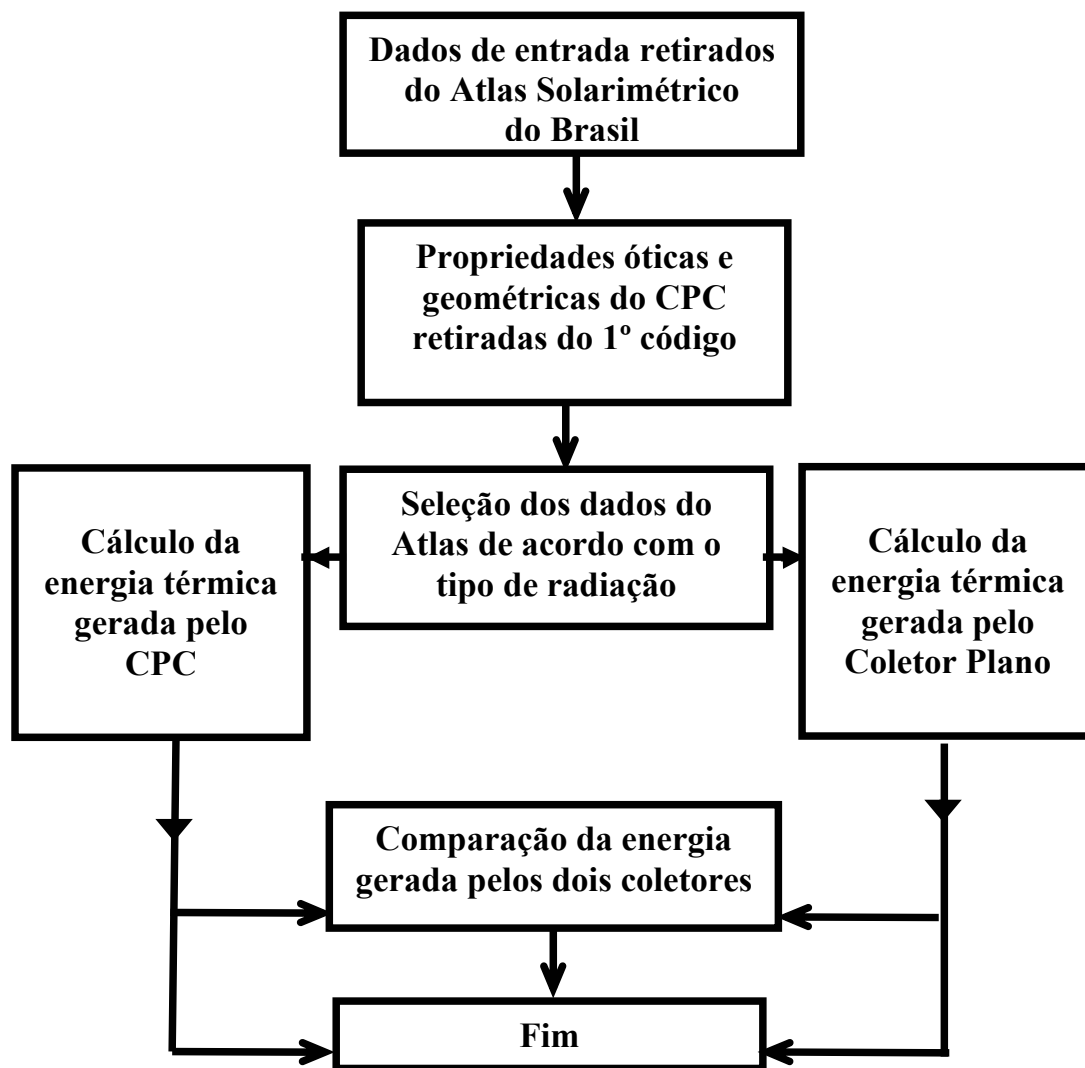 Dados de entrada retirados
do Atlas Solarimétrico
do Brasil
Propriedades óticas e
geométricas do CPC
retiradas do 1º código
Seleção dos dados do
Atlas de acordo com o
tipo de radiação
Cálculo da
energia térmica
gerada pelo
CPC
Cálculo da
energia térmica
gerada pelo
Coletor Plano
Comparação da energia
gerada pelos dois coletores
Fim